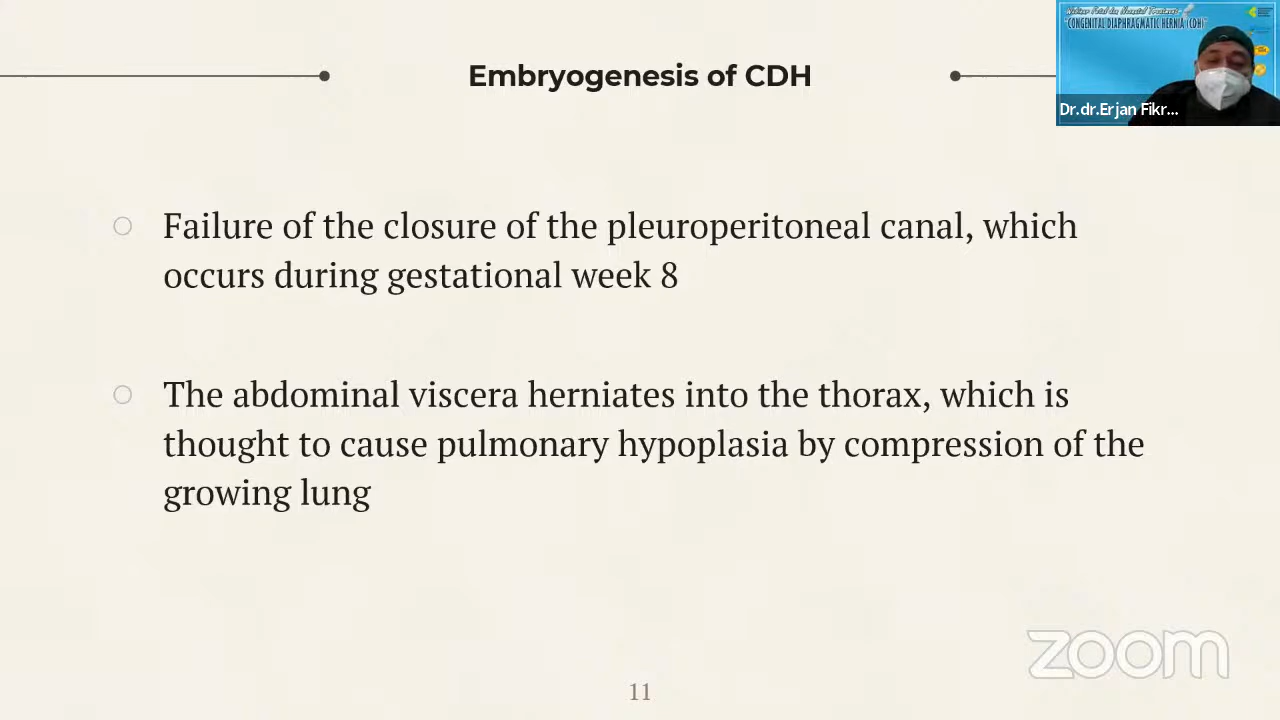 Embryogenesis of CDH
"CONGENITAL DIAPHRAGMATIC HERNIA (CDH)"
Dr.dr.Erjan Fikr...
Failure of the closure of the pleuroperitoneal canal, which
occurs during gestational week 8
The abdominal viscera herniates into the thorax, which is
thought to cause pulmonary hypoplasia by compression of the
growing lung
zoom
11